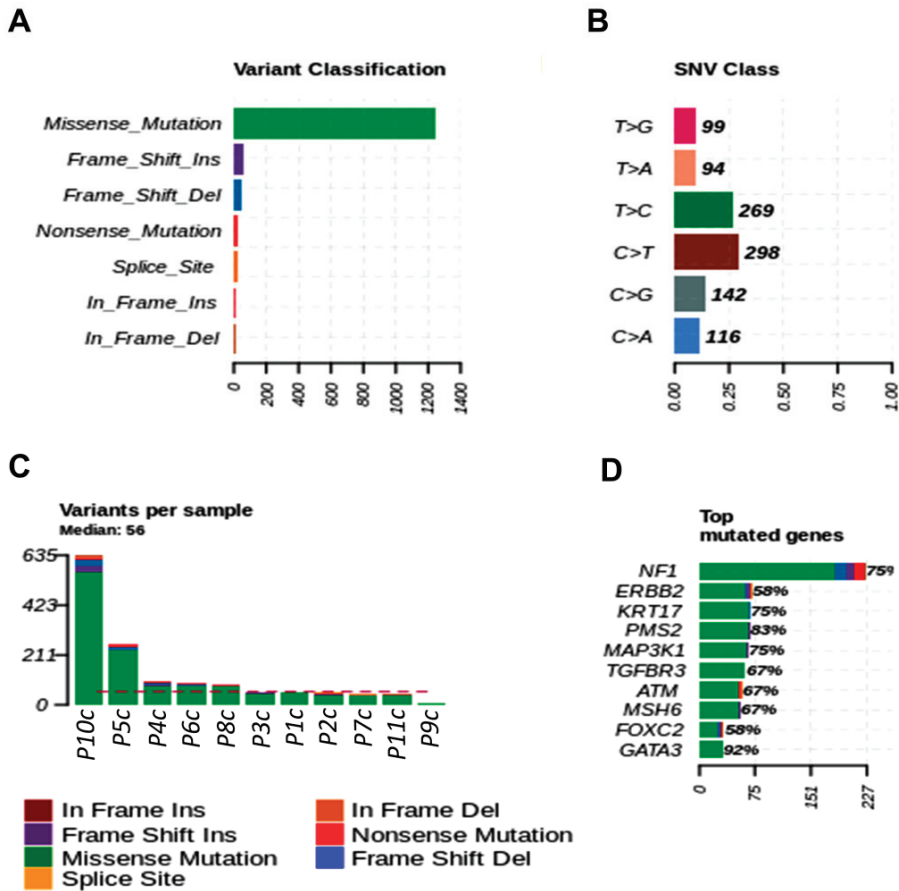 A
Variant Classification
Missense_Mutation
Frame_Shift_Ins
Frame_Shift_Del
Nonsense_Mutation
Splice_Site
In_Frame_Ins
In_Frame_Del
0 200 400 600 800 1000 1200 1400
B
SNV Class
T>G 99
T>A 94
T>C 269
C>T 298
C>G 142
C>A 116
0.00 0.25 0.50 0.75 1.00
C
Variants per sample
Median: 56
635
423
211
0
P10c P5c P4c P6c P8c P3c P1c P2c P7c P11c P9c
D
Top
mutated genes
NF1 75%
ERBB2 58%
KRT17 75%
PMS2 83%
MAP3K1 75%
TGFBR3 67%
ATM 67%
MSH6 67%
FOXC2 58%
GATA3 92%
0 75 151 227
In Frame Ins In Frame Del
Frame Shift Ins Nonsense Mutation
Missense Mutation Frame Shift Del
Splice Site